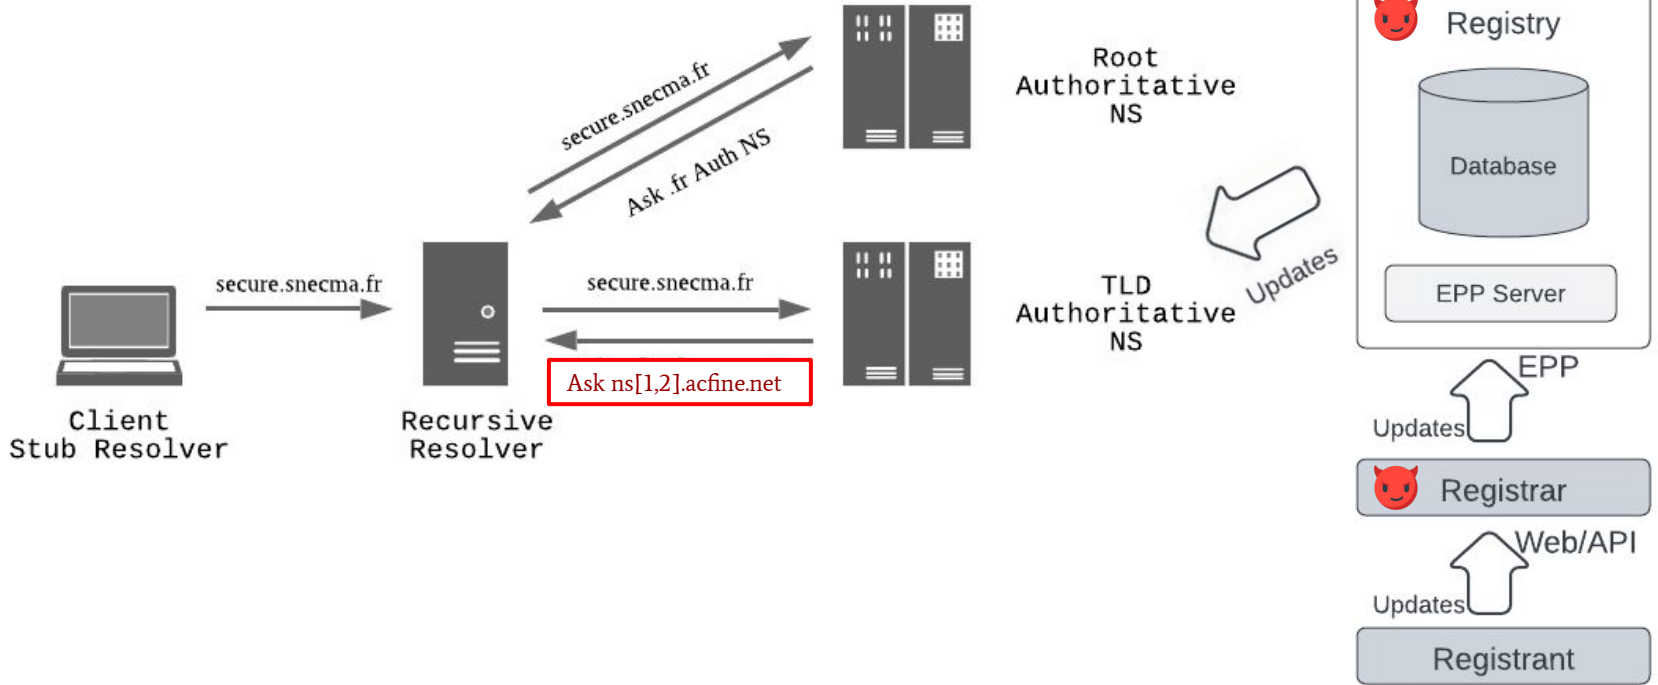 secure.snecma.fr
Ask .fr Auth NS
Root
Authoritative
NS
Registry
Database
EPP Server
Updates
secure.snecma.fr
secure.snecma.fr
Ask ns[1,2].acfine.net
TLD
Authoritative
NS
Client
Stub Resolver
Recursive
Resolver
EPP
Updates
Registrar
Web/API
Updates
Registrant